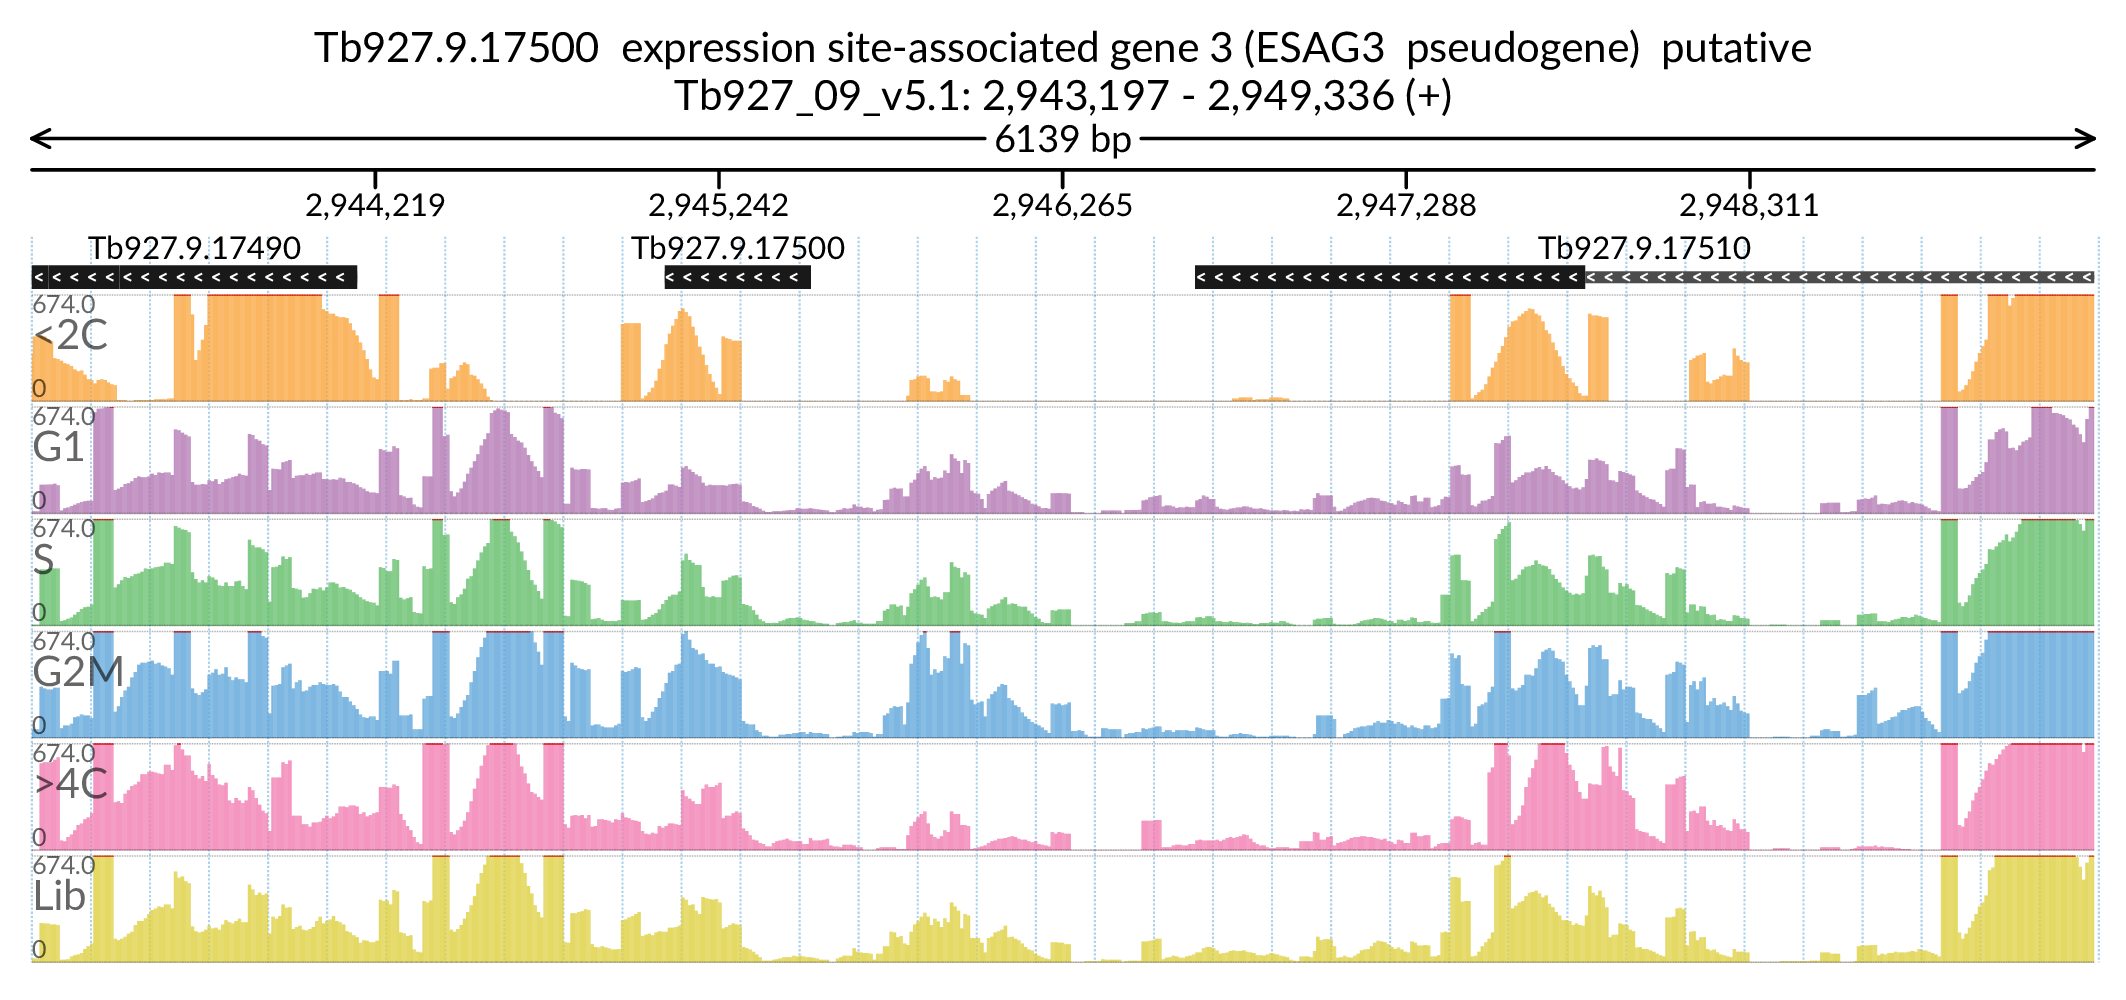 Tb927.9.17500 expression site-associated gene 3 (ESAG3 pseudogene) putative
Tb927_09_v5.1: 2,943,197 - 2,949,336 (+)
6139 bp
2,944,219 2,945,242 2,946,265 2,947,288 2,948,311
Tb927.9.17490 Tb927.9.17500 Tb927.9.17510
674.0
<2C
0
674.0
G1
0
674.0
S
0
674.0
G2M
0
674.0
>4C
0
674.0
Lib
0